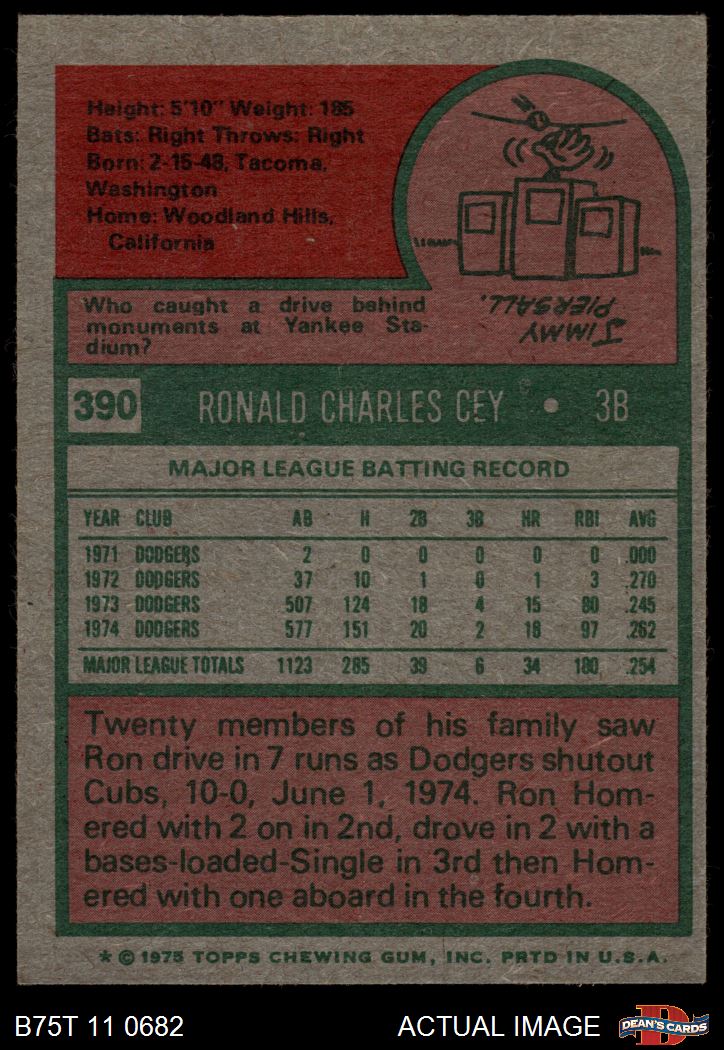 Height: 5'10" Weight: 185
Bats: Right Throws: Right
Born: 2-15-48, Tacoma,
Washington
Home: Woodland Hills,
California
Who caught a drive behind
monuments at Yankee Sta-
dium?
JIMMY
PIERSALL.
390 RONALD CHARLES CEY • 3B
MAJOR LEAGUE BATTING RECORD
YEAR CLUB AB H 2B 3B HR RBI AVG
1971 DODGERS 2 0 0 0 0 0 .000
1972 DODGERS 37 10 1 0 1 3 .270
1973 DODGERS 507 124 18 4 15 80 .245
1974 DODGERS 577 151 20 2 18 97 .262
MAJOR LEAGUE TOTALS 1123 285 39 6 34 180 .254
Twenty members of his family saw
Ron drive in 7 runs as Dodgers shutout
Cubs, 10-0, June 1, 1974. Ron Hom-
ered with 2 on in 2nd, drove in 2 with a
bases-loaded-Single in 3rd then Hom-
ered with one aboard in the fourth.
* © 1975 TOPPS CHEWING GUM, INC. PRTD IN U.S.A.
B75T 11 0682 ACTUAL IMAGE D DEAN'S CARDS